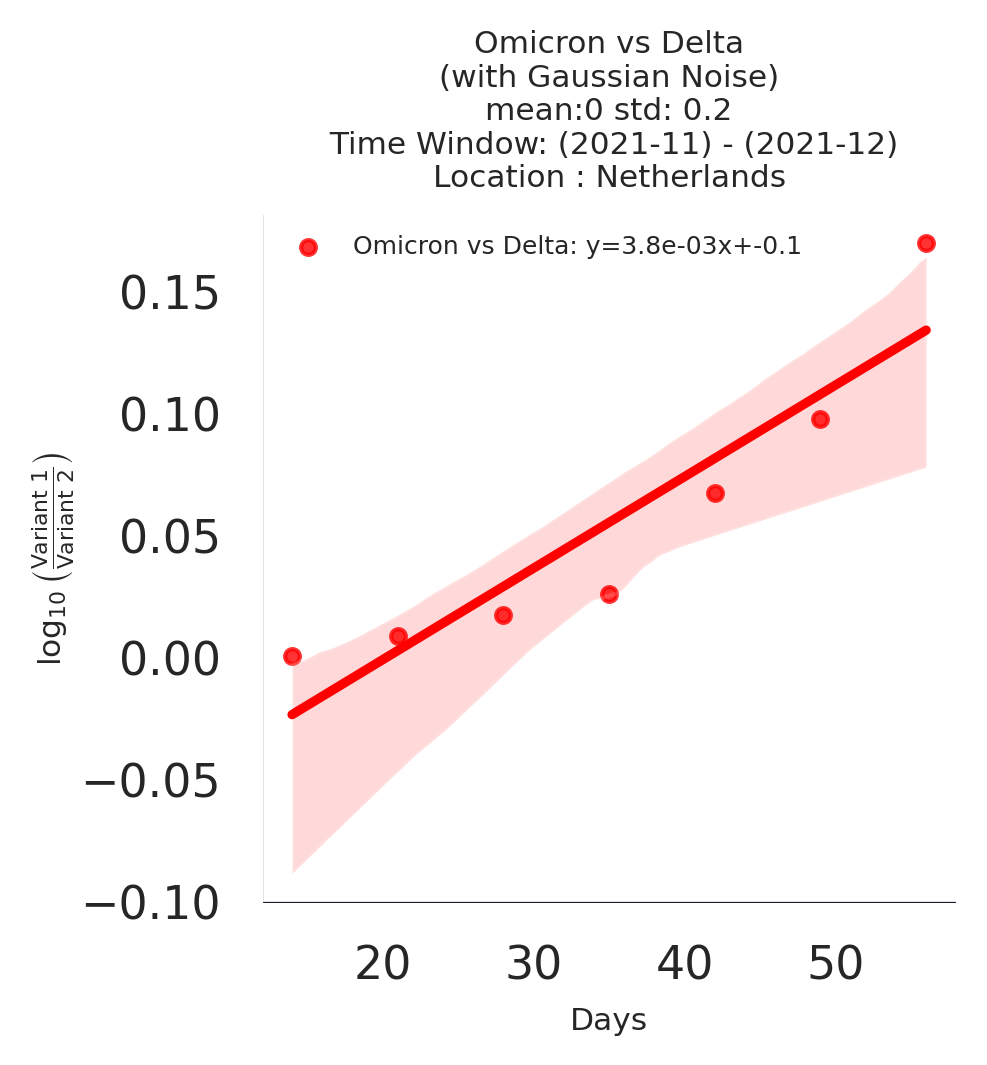 Omicron vs Delta
(with Gaussian Noise)
mean:0 std: 0.2
Time Window: (2021-11) - (2021-12)
Location : Netherlands
Omicron vs Delta: y=3.8e-03x+-0.1
0.15
0.10
0.05
0.00
−0.05
−0.10
log₁₀ (Variant 1 / Variant 2)
20 30 40 50
Days